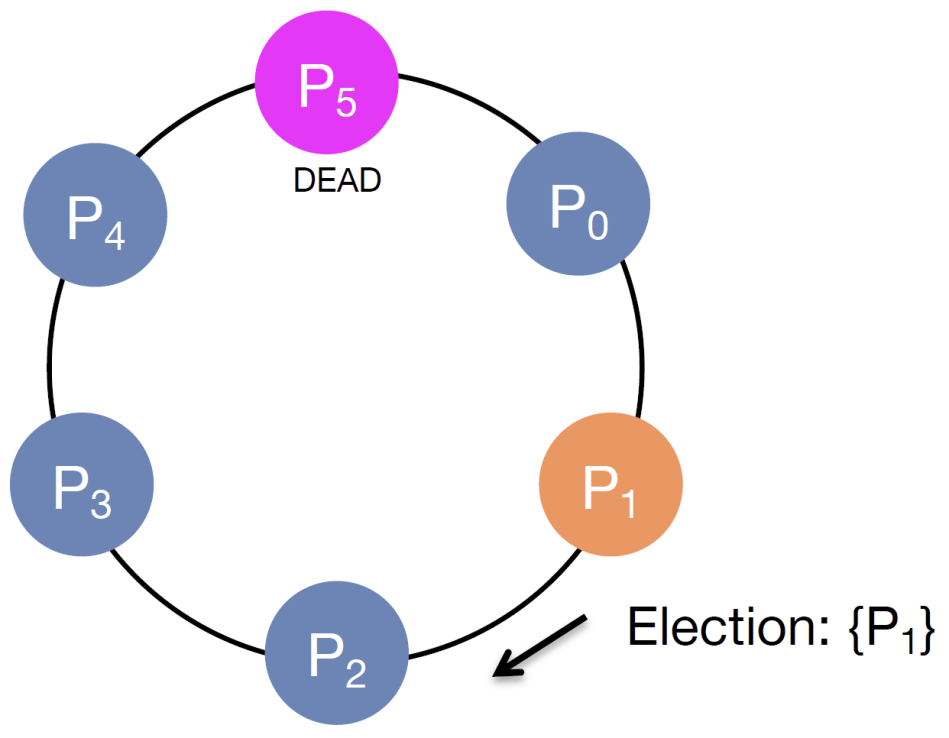 P₅
DEAD
P₄
P₀
P₃
P₁
P₂
Election: {P₁}